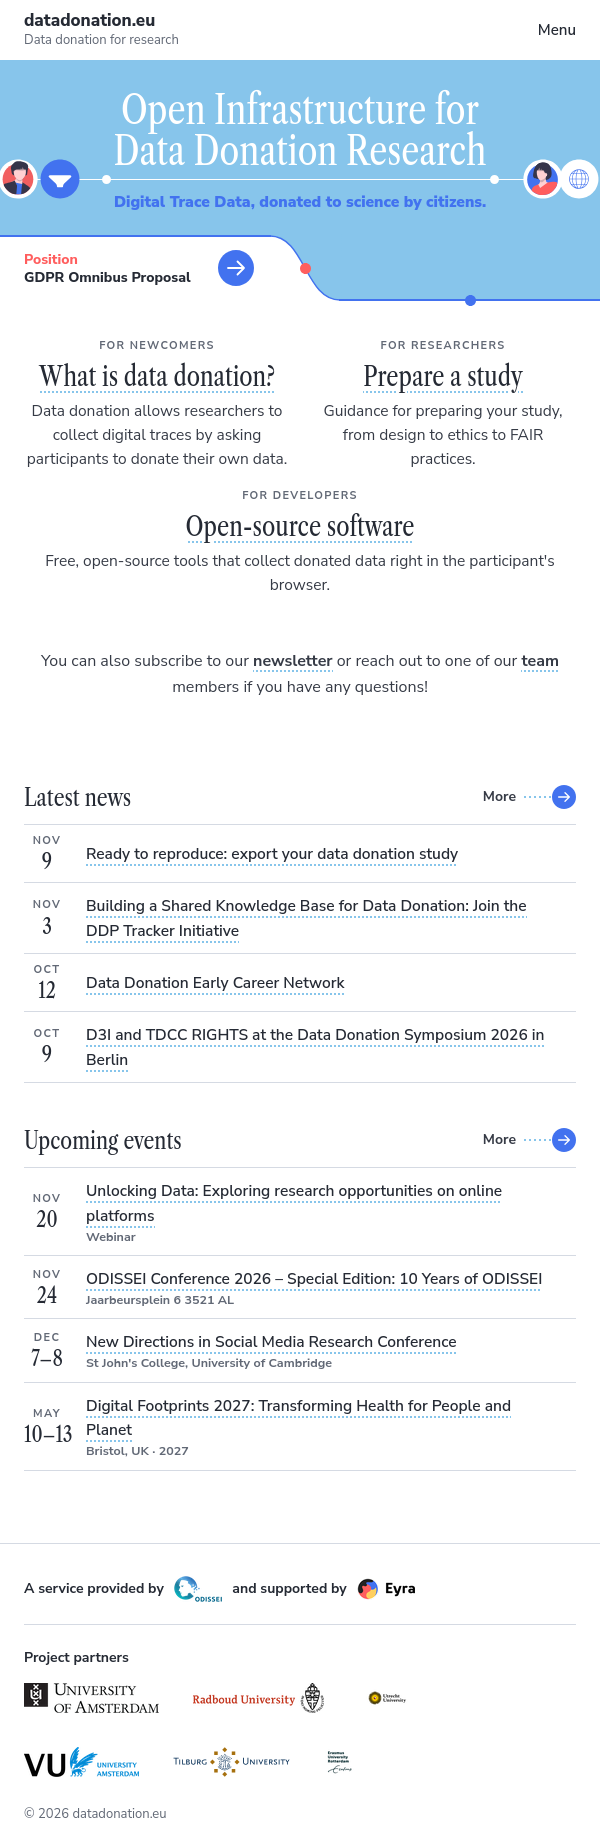 datadonation.eu
Data donation for research
Menu
Open Infrastructure for
Data Donation Research
Digital Trace Data, donated to science by citizens.
Position
GDPR Omnibus Proposal
FOR NEWCOMERS
What is data donation?
Data donation allows researchers to
collect digital traces by asking
participants to donate their own data.
FOR RESEARCHERS
Prepare a study
Guidance for preparing your study,
from design to ethics to FAIR
practices.
FOR DEVELOPERS
Open-source software
Free, open-source tools that collect donated data right in the participant's
browser.
You can also subscribe to our newsletter or reach out to one of our team
members if you have any questions!
Latest news
More
NOV
9
Ready to reproduce: export your data donation study
NOV
3
Building a Shared Knowledge Base for Data Donation: Join the
DDP Tracker Initiative
OCT
12
Data Donation Early Career Network
OCT
9
D3I and TDCC RIGHTS at the Data Donation Symposium 2026 in
Berlin
Upcoming events
More
NOV
20
Unlocking Data: Exploring research opportunities on online
platforms
Webinar
NOV
24
ODISSEI Conference 2026 – Special Edition: 10 Years of ODISSEI
Jaarbeursplein 6 3521 AL
DEC
7–8
New Directions in Social Media Research Conference
St John's College, University of Cambridge
MAY
10–13
Digital Footprints 2027: Transforming Health for People and
Planet
Bristol, UK · 2027
A service provided by ODISSEI and supported by Eyra
Project partners
UNIVERSITY
OF AMSTERDAM
Radboud University
Utrecht
University
VU UNIVERSITY
AMSTERDAM
TILBURG UNIVERSITY
Erasmus
University
Rotterdam
Erasmus
© 2026 datadonation.eu